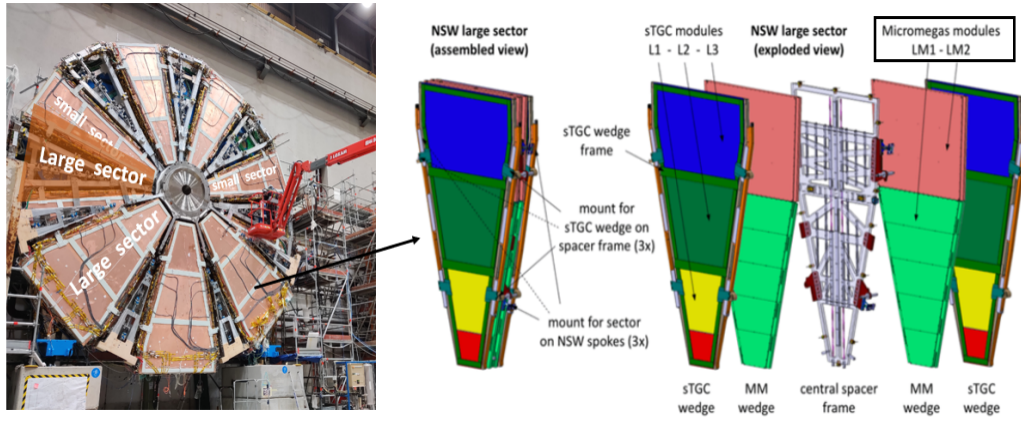 small sect
Large sector
small sector
Large sector
NSW large sector
(assembled view)
sTGC modules
L1 - L2 - L3
NSW large sector
(exploded view)
Micromegas modules
LM1 - LM2
sTGC wedge
frame
mount for
sTGC wedge on
spacer frame (3x)
mount for sector
on NSW spokes (3x)
sTGC
wedge
MM
wedge
central spacer
frame
MM
wedge
sTGC
wedge